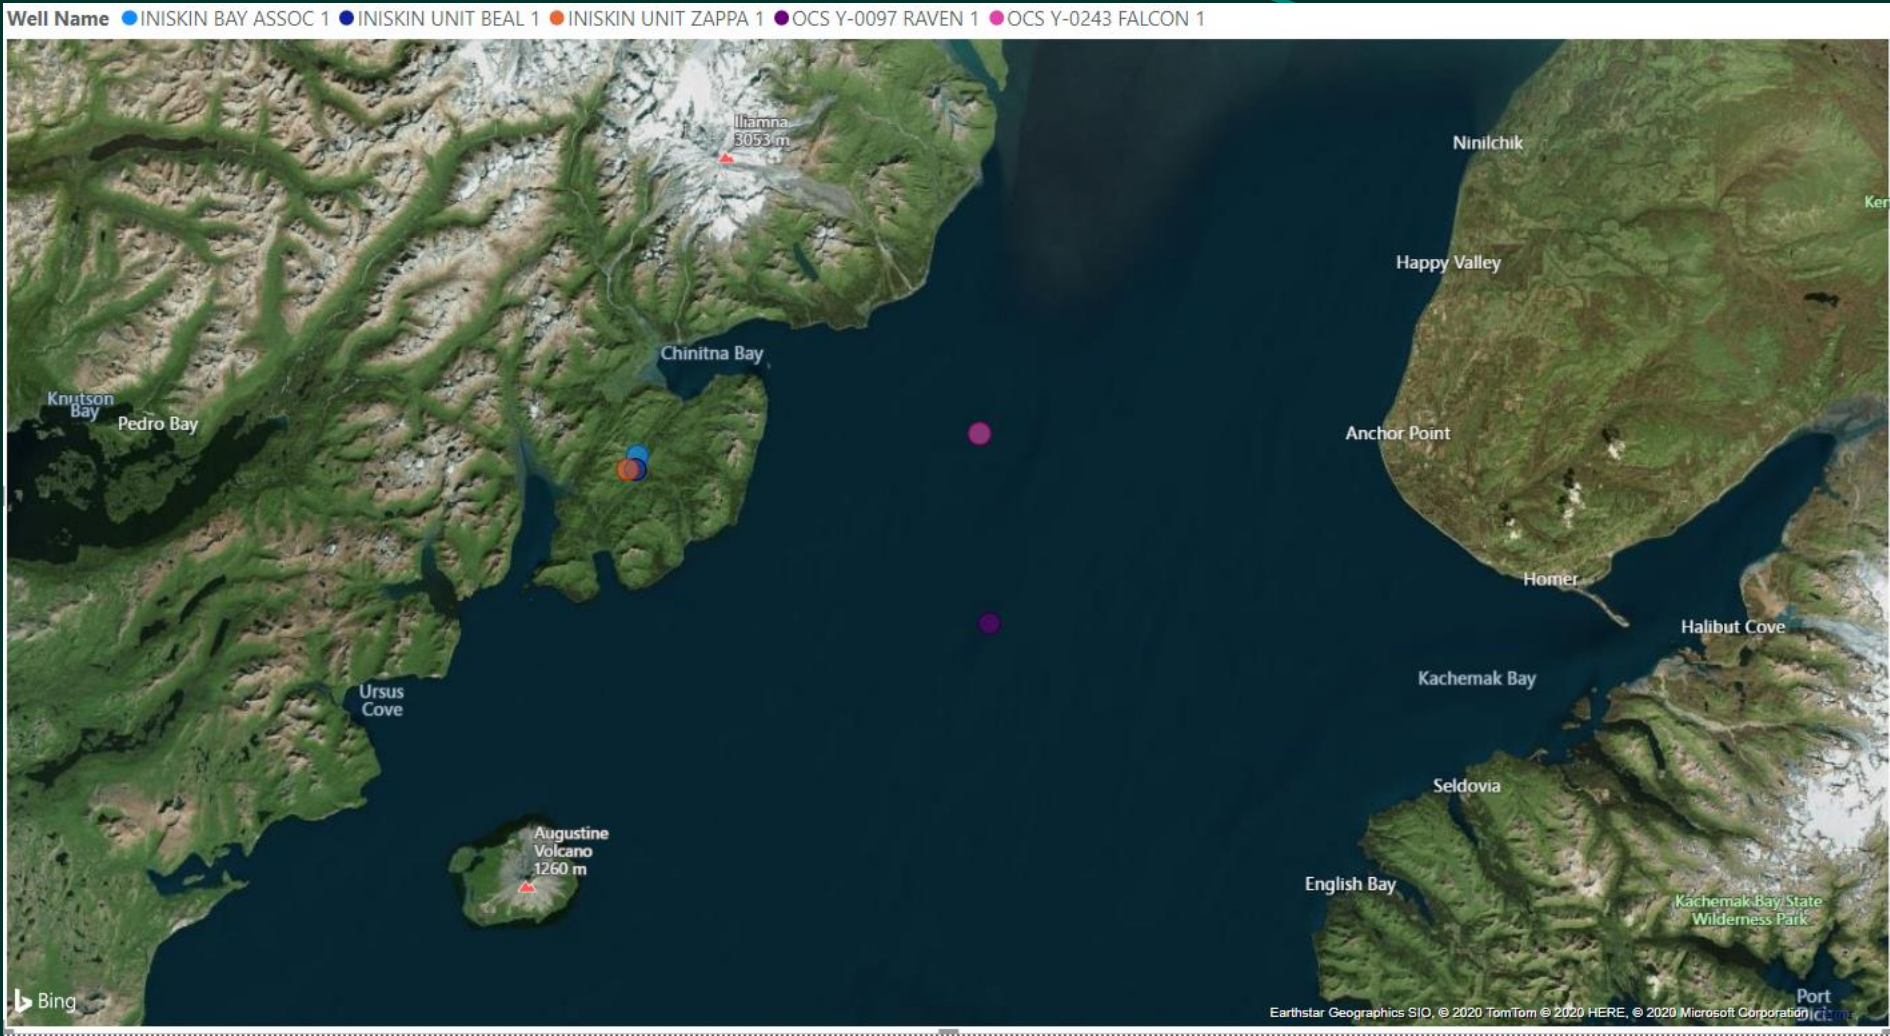 Well Name INISKIN BAY ASSOC 1 INISKIN UNIT BEAL 1 INISKIN UNIT ZAPPA 1 OCS Y-0097 RAVEN 1 OCS Y-0243 FALCON 1
Iliamna
3053 m
Ninilchik
Ken
Happy Valley
Chinitna Bay
Knutson
Bay
Pedro Bay
Anchor Point
Homer
Halibut Cove
Kachemak Bay
Ursus
Cove
Seldovia
Augustine
Volcano
1260 m
English Bay
Kachemak Bay State
Wilderness Park
Port
Bing
Earthstar Geographics SIO, © 2020 TomTom © 2020 HERE, © 2020 Microsoft Corporation